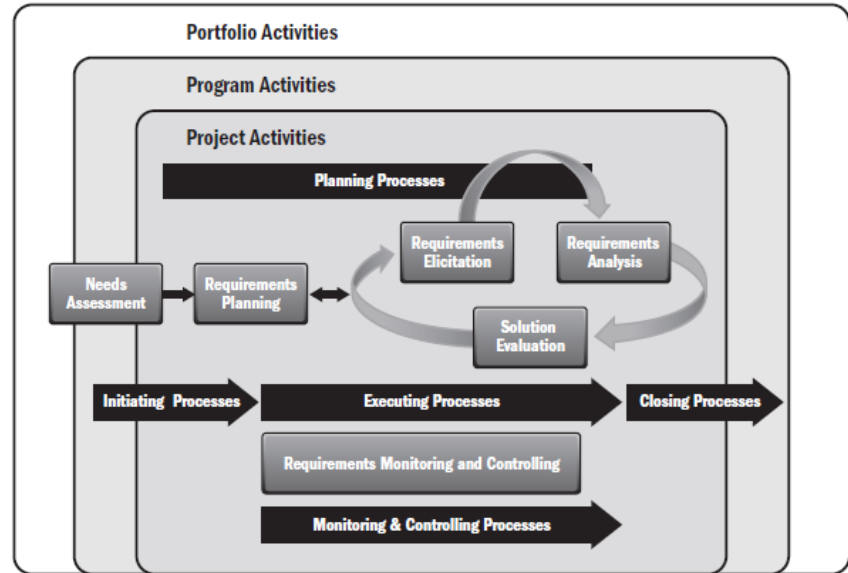 Portfolio Activities
Program Activities
Project Activities
Planning Processes
Requirements
Elicitation
Requirements
Analysis
Needs
Assessment
Requirements
Planning
Solution
Evaluation
Initiating Processes
Executing Processes
Closing Processes
Requirements Monitoring and Controlling
Monitoring & Controlling Processes